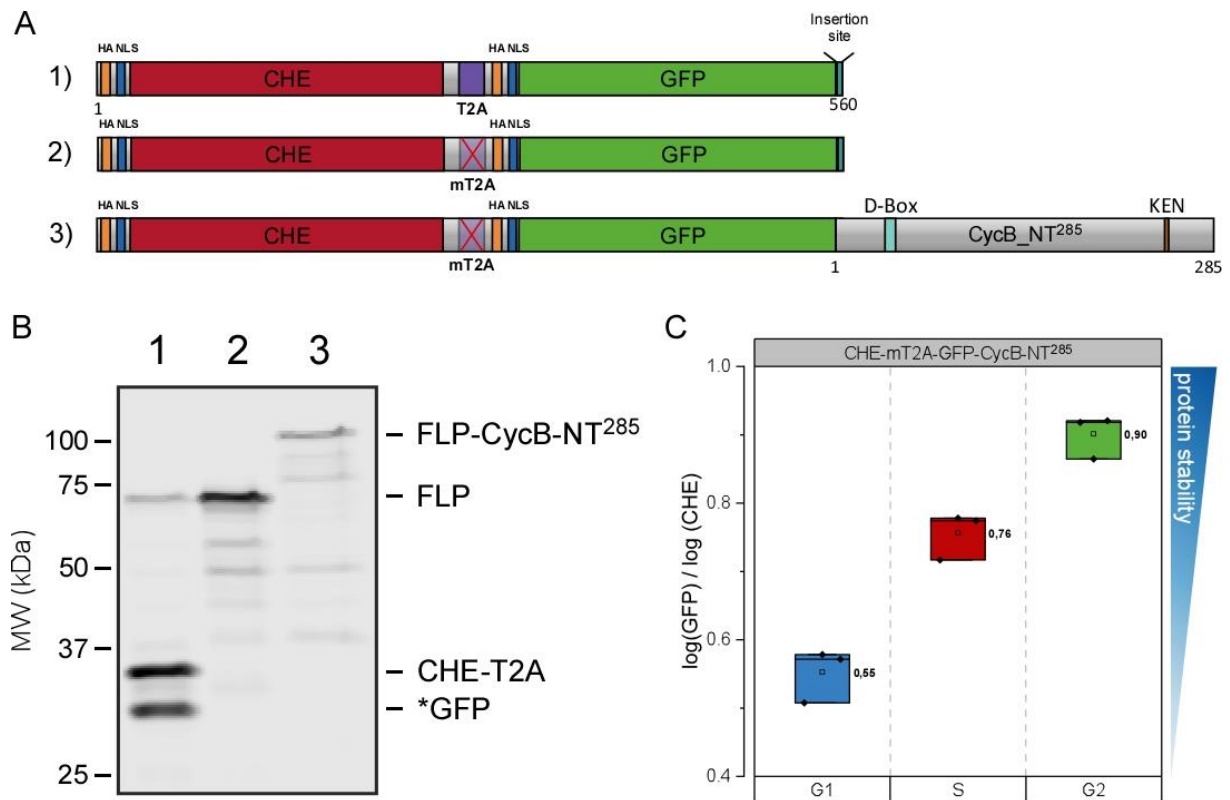 A
Insertion
site
HA NLS HA NLS
1) CHE GFP
1 T2A 560
HA NLS HA NLS
2) CHE GFP
mT2A
HA NLS HA NLS D-Box KEN
3) CHE GFP CycB_NT²⁸⁵
mT2A 1 285
B
1 2 3
MW (kDa)
100
75
50
37
25
FLP-CycB-NT²⁸⁵
FLP
CHE-T2A
*GFP
C
CHE-mT2A-GFP-CycB-NT²⁸⁵
log(GFP) / log (CHE)
1.0
0.8
0.6
0.4
0,55
0,76
0,90
G1 S G2
protein stability